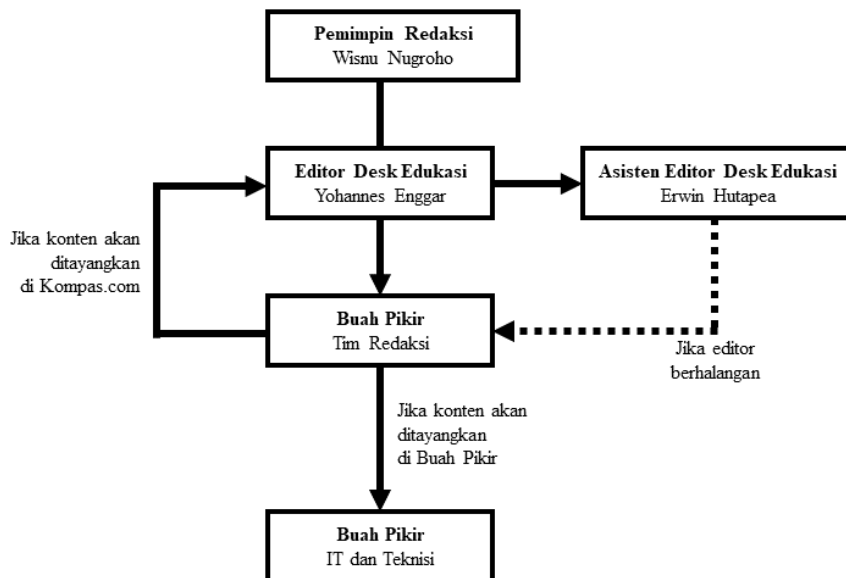 Pemimpin Redaksi
Wisnu Nugroho
Editor Desk Edukasi
Yohannes Enggar
Asisten Editor Desk Edukasi
Erwin Hutapea
Jika konten akan
ditayangkan
di Kompas.com
Buah Pikir
Tim Redaksi
Jika editor
berhalangan
Jika konten akan
ditayangkan
di Buah Pikir
Buah Pikir
IT dan Teknisi